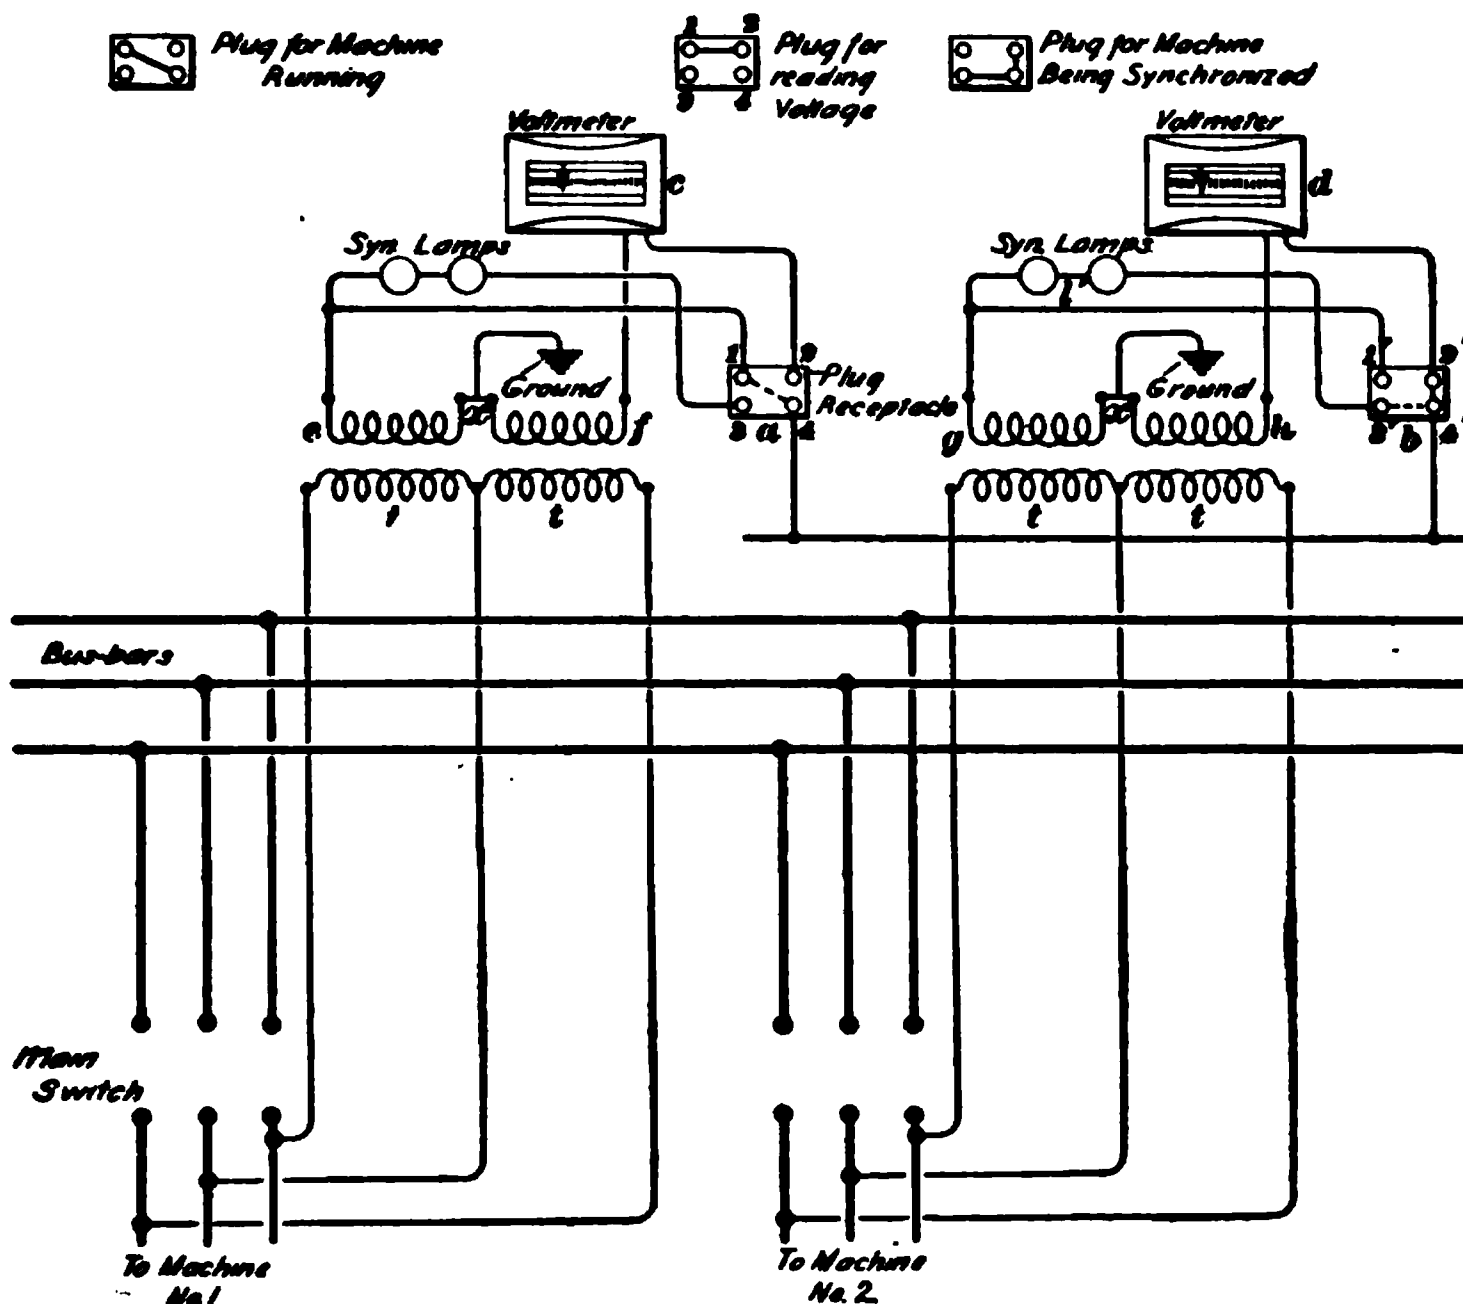 Plug for Machine
Running
1 2
Plug for
reading
Voltage
3 4
Plug for Machine
Being Synchronized
Voltmeter
c
Voltmeter
d
Syn. Lamps
Syn. Lamps
l
1 2
Plug
Receptacle
3 a 4
Ground
e x f
1' 2'
Ground
g x h
3' b 4'
t t
t t
Bus-bars
Main
Switch
To Machine
No. 1
To Machine
No. 2